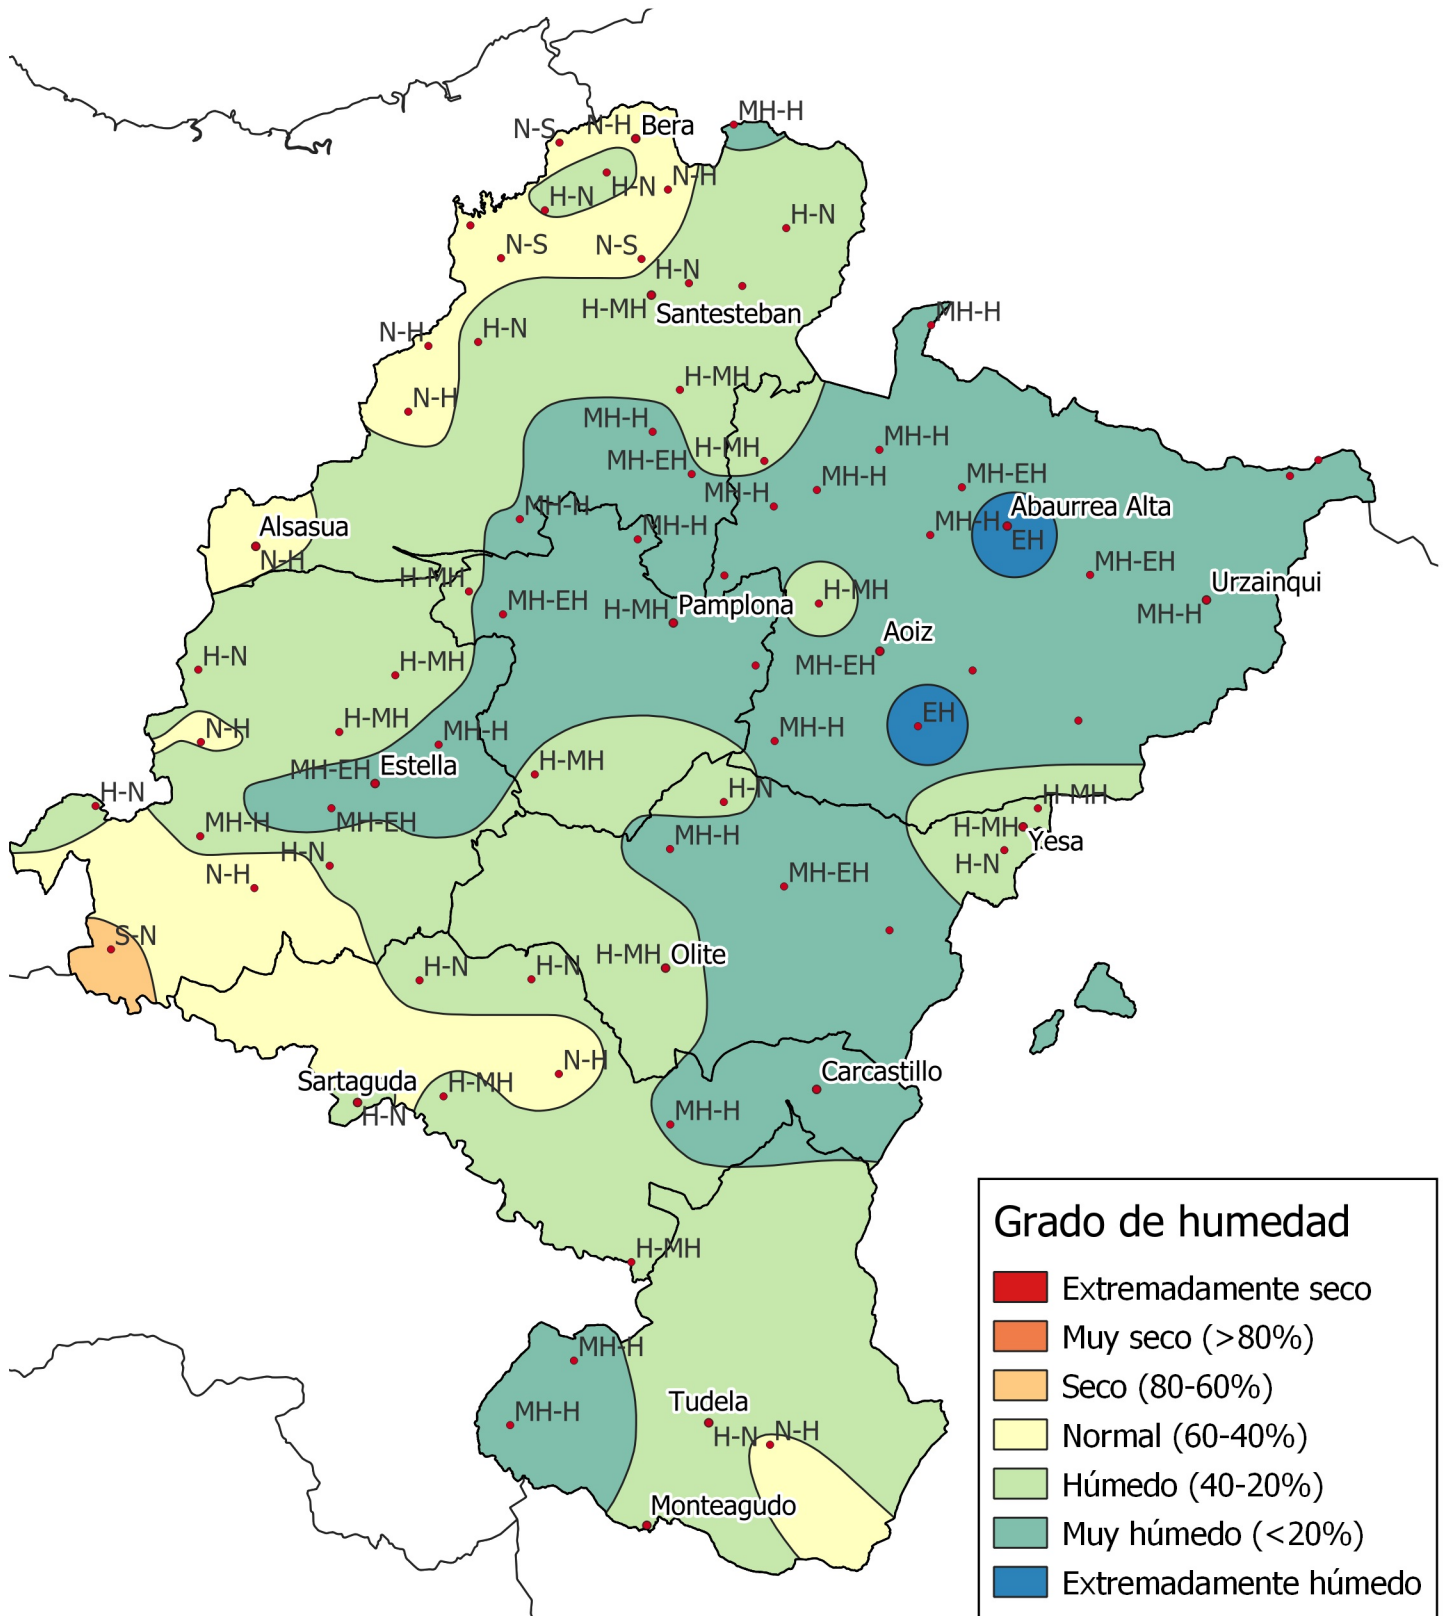 MH-H
N-S
N-H
Bera
H-N
H-N
N-H
H-N
N-S
N-S
H-N
H-MH
Santesteban
MH-H
N-H
H-N
H-MH
N-H
MH-H
H-MH
MH-H
MH-EH
MH-H
MH-H
MH-EH
MH-H
MH-H
MH-H
Abaurrea Alta
EH
Alsasua
N-H
H-MH
MH-EH
H-MH
Pamplona
H-MH
MH-EH
Urzainqui
MH-H
Aoiz
MH-EH
H-N
H-MH
N-H
H-MH
MH-H
MH-H
EH
MH-EH
Estella
H-MH
H-N
H-N
MH-H
MH-EH
MH-H
H-MH
H-MH
Yesa
H-N
H-N
N-H
MH-EH
S-N
H-N
H-N
H-MH
Olite
N-H
Carcastillo
Sartaguda
H-MH
H-N
MH-H
H-MH
MH-H
MH-H
Tudela
H-N
N-H
Monteagudo
Grado de humedad
Extremadamente seco
Muy seco (>80%)
Seco (80-60%)
Normal (60-40%)
Húmedo (40-20%)
Muy húmedo (<20%)
Extremadamente húmedo